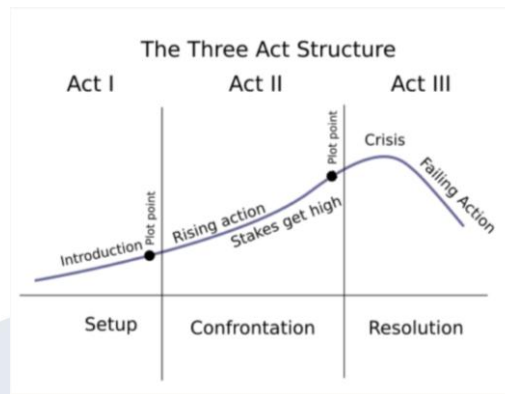 The Three Act Structure
Act I
Act II
Act III
Introduction
Plot point
Rising action
Stakes get high
Plot point
Crisis
Failing Action
Setup
Confrontation
Resolution